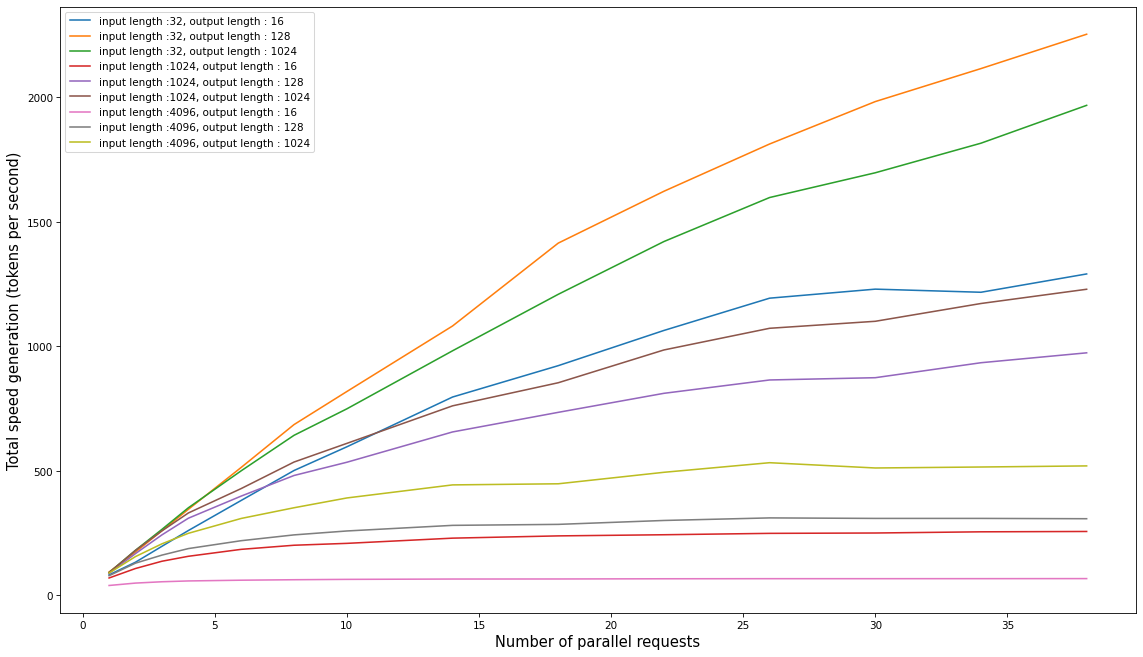 input length :32, output length : 16
input length :32, output length : 128
input length :32, output length : 1024
input length :1024, output length : 16
input length :1024, output length : 128
input length :1024, output length : 1024
input length :4096, output length : 16
input length :4096, output length : 128
input length :4096, output length : 1024
Total speed generation (tokens per second)
2000
1500
1000
500
0
0 5 10 15 20 25 30 35
Number of parallel requests